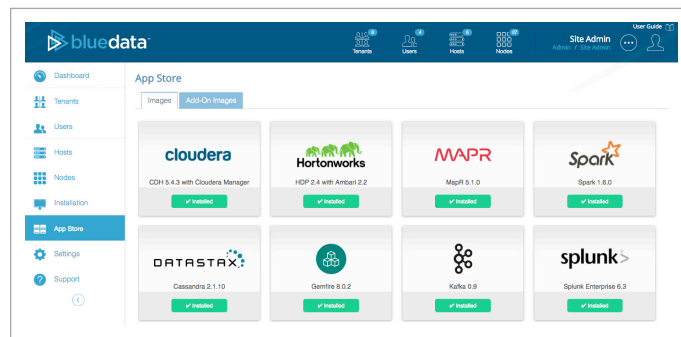 User Guide
bluedata
8
4
6
27
Tenants
Users
Hosts
Nodes
Site Admin
Admin / Site Admin
Dashboard
Tenants
Users
Hosts
Nodes
Installation
App Store
Settings
Support
App Store
Images
Add-On Images
cloudera
CDH 5.4.3 with Cloudera Manager
✔ Installed
Hortonworks
HDP 2.4 with Ambari 2.2
✔ Installed
MAPR
MapR 5.1.0
✔ Installed
Spark
Spark 1.6.0
✔ Installed
DATASTAX
Cassandra 2.1.10
✔ Installed
Gemfire 8.0.2
✔ Installed
Kafka 0.9
✔ Installed
splunk>
Splunk Enterprise 6.3
✔ Installed